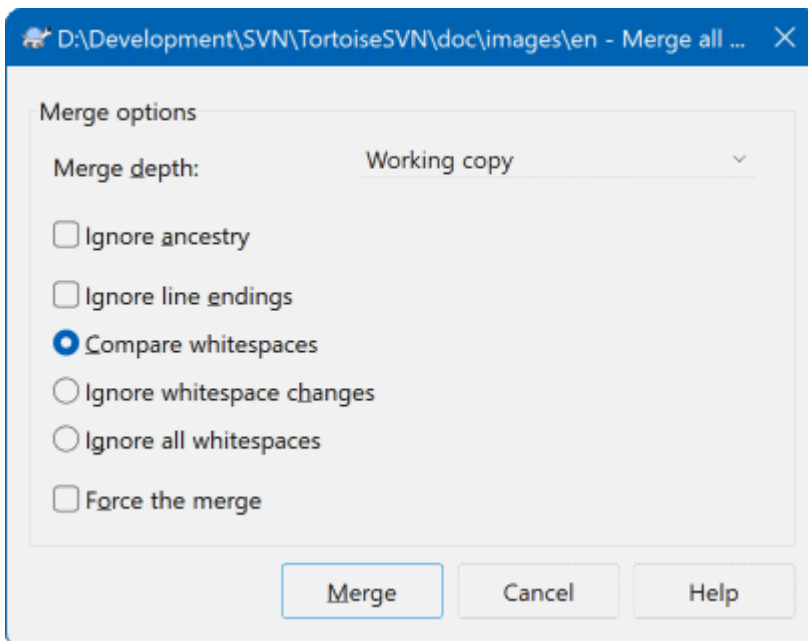 D:\Development\SVN\TortoiseSVN\doc\images\en - Merge all ...
Merge options
Merge depth: Working copy
Ignore ancestry
Ignore line endings
Compare whitespaces
Ignore whitespace changes
Ignore all whitespaces
Force the merge
Merge Cancel Help